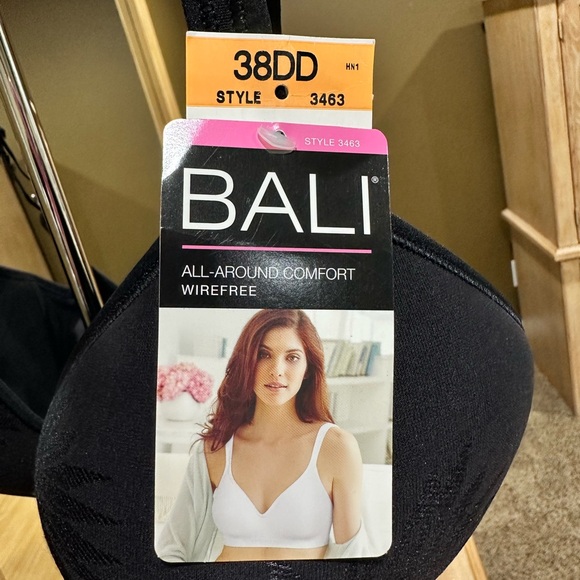 38DD HN1
STYLE 3463
STYLE 3463
BALI®
ALL-AROUND COMFORT
WIREFREE